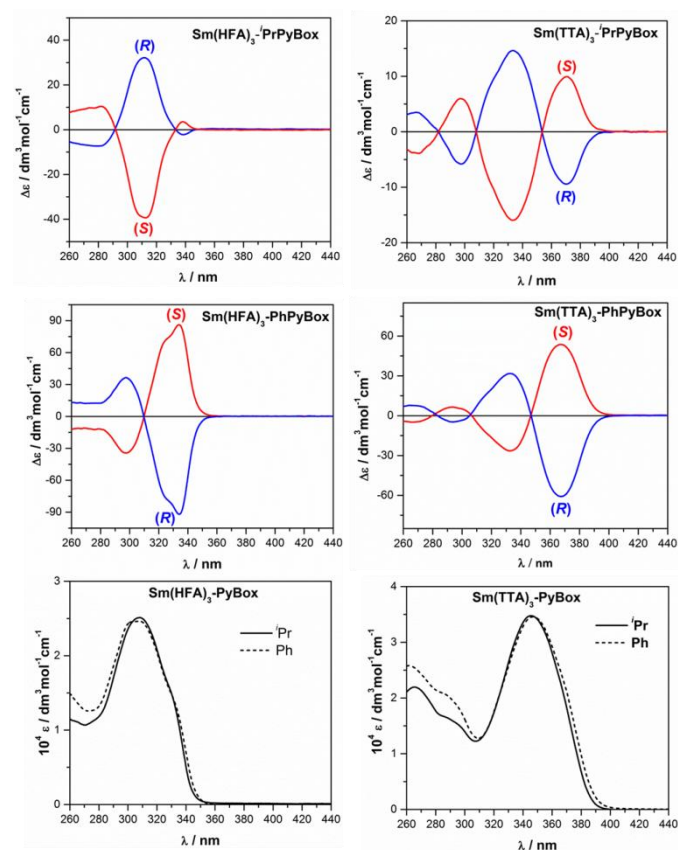 Sm(HFA)₃-ⁱPrPyBox
(R)
(S)
Δε / dm³mol⁻¹cm⁻¹
40
30
20
10
0
-20
-40
260 280 300 320 340 360 380 400 420 440
λ / nm
Sm(TTA)₃-ⁱPrPyBox
(S)
(R)
Δε / dm³mol⁻¹cm⁻¹
20
10
0
-10
-20
260 280 300 320 340 360 380 400 420 440
λ / nm
Sm(HFA)₃-PhPyBox
(S)
(R)
Δε / dm³mol⁻¹cm⁻¹
90
60
30
0
-30
-60
-90
260 280 300 320 340 360 380 400 420 440
λ / nm
Sm(TTA)₃-PhPyBox
(S)
(R)
Δε / dm³mol⁻¹cm⁻¹
60
30
0
-30
-60
260 280 300 320 340 360 380 400 420 440
λ / nm
Sm(HFA)₃-PyBox
ⁱPr
Ph
10⁴ ε / dm³mol⁻¹cm⁻¹
3
2
1
0
260 280 300 320 340 360 380 400 420 440
λ / nm
Sm(TTA)₃-PyBox
ⁱPr
Ph
10⁴ ε / dm³mol⁻¹cm⁻¹
4
3
2
1
0
260 280 300 320 340 360 380 400 420 440
λ / nm